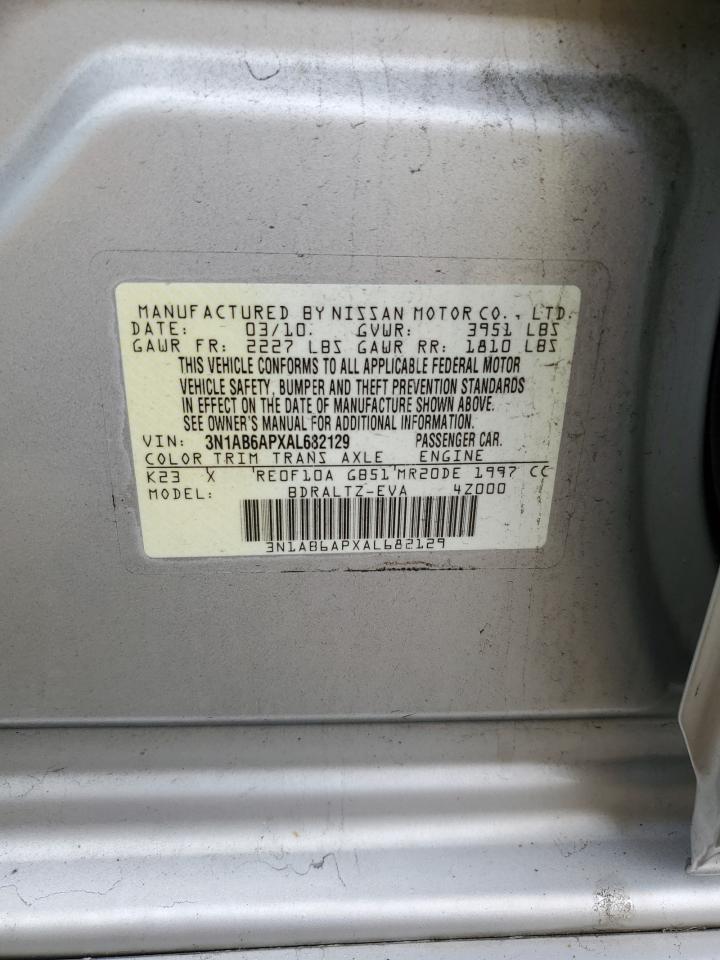 MANUFACTURED BY NISSAN MOTOR CO., LTD.
DATE: 03/10. GVWR: 3951 LBS
GAWR FR: 2227 LBS GAWR RR: 1810 LBS
THIS VEHICLE CONFORMS TO ALL APPLICABLE FEDERAL MOTOR
VEHICLE SAFETY, BUMPER AND THEFT PREVENTION STANDARDS
IN EFFECT ON THE DATE OF MANUFACTURE SHOWN ABOVE.
SEE OWNER'S MANUAL FOR ADDITIONAL INFORMATION.
VIN: 3N1AB6APXAL682129 PASSENGER CAR.
COLOR TRIM TRANS AXLE ENGINE
K23 X RE0F10A GB51 MR20DE 1997 CC
MODEL: BDRALTZ-EVA 4Z000
3N1AB6APXAL682129